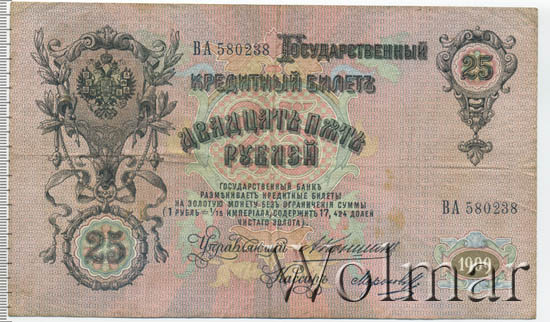 ВА 580238 Государственный
25
кредитный билетъ
двадцать пять
рублей
государственный банкъ
размѣниваетъ кредитные билеты
на золотую монету безъ ограниченія суммы
(1 рубль = 1/15 имперіала, содержитъ 17,424 долей
чистаго золота).
ВА 580238
25
Управляющій
Кассиръ
1909
Wolmar